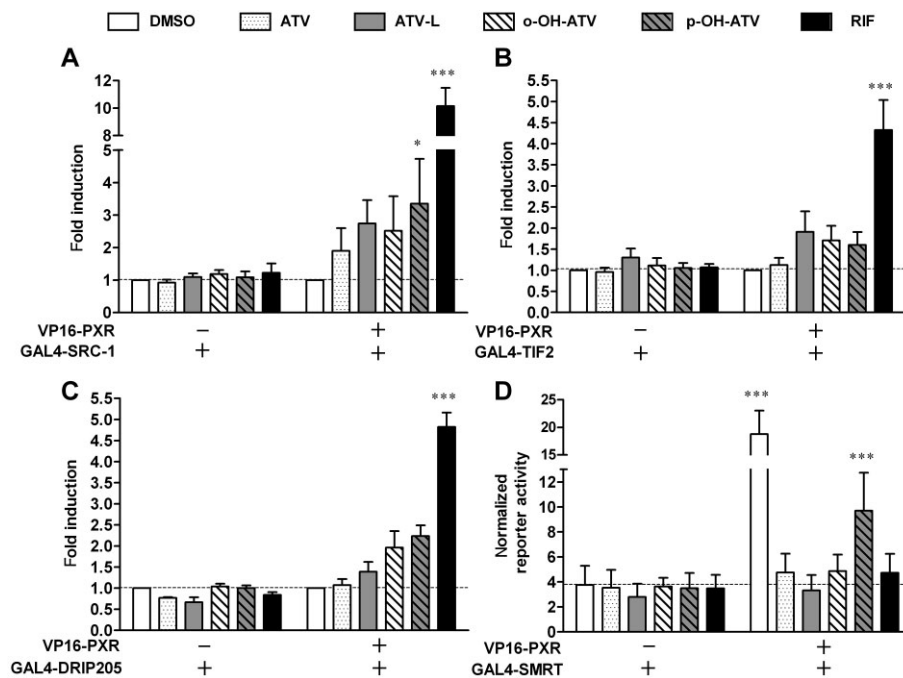 DMSO ATV ATV-L o-OH-ATV p-OH-ATV RIF
A
Fold induction
12
10
8
6
5
4
3
2
1
0
***
*
VP16-PXR − +
GAL4-SRC-1 + +
B
Fold induction
5.5
5.0
4.5
4.0
3.5
3.0
2.5
2.0
1.5
1.0
0.5
0.0
***
VP16-PXR − +
GAL4-TIF2 + +
C
Fold induction
5.5
5.0
4.5
4.0
3.5
3.0
2.5
2.0
1.5
1.0
0.5
0.0
***
VP16-PXR − +
GAL4-DRIP205 + +
D
Normalized
reporter activity
25
20
15
12
10
8
6
4
2
0
***
***
VP16-PXR − +
GAL4-SMRT + +